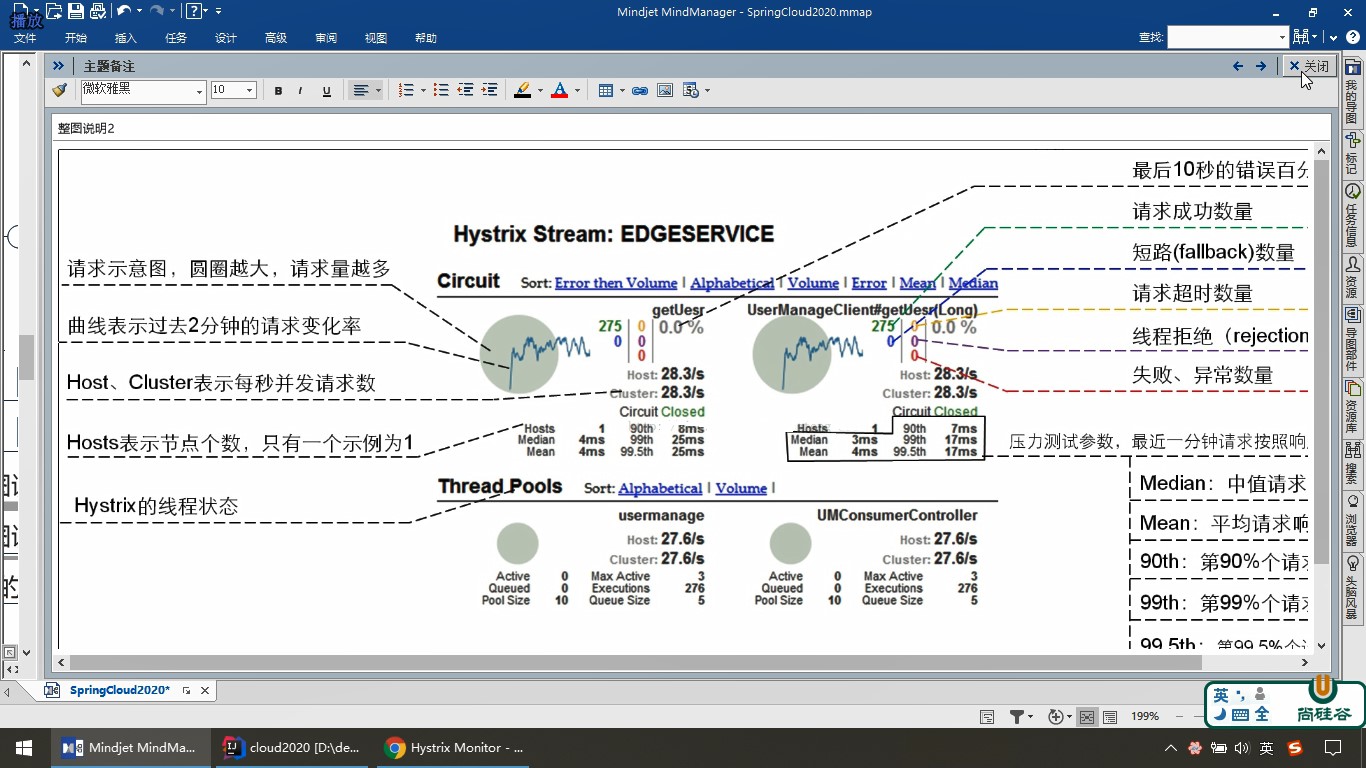 Mindjet MindManager - SpringCloud2020.mmap
播放
文件 开始 插入 任务 设计 高级 审阅 视图 帮助 查找:
主题备注 关闭
微软雅黑 10 B I U A
整图说明2
最后10秒的错误百分
请求成功数量
Hystrix Stream: EDGESERVICE
短路(fallback)数量
请求示意图，圆圈越大，请求量越多
Circuit Sort: Error then Volume | Alphabetical | Volume | Error | Mean | Median
请求超时数量
getUesr UserManageClient#getUesr(Long)
曲线表示过去2分钟的请求变化率
275 0 0.0 % 275 0 0.0 %
线程拒绝（rejection
0 0 0 0
0 0
Host: 28.3/s Host: 28.3/s
失败、异常数量
Host、Cluster表示每秒并发请求数
Cluster: 28.3/s Cluster: 28.3/s
Circuit Closed Circuit Closed
Hosts 1 90th 8ms Hosts 1 90th 7ms
Hosts表示节点个数，只有一个示例为1
Median 4ms 99th 25ms Median 3ms 99th 17ms
压力测试参数，最近一分钟请求按照响
Mean 4ms 99.5th 25ms Mean 4ms 99.5th 17ms
Median：中值请求
Thread Pools Sort: Alphabetical | Volume |
Hystrix的线程状态
usermanage UMConsumerController
Mean：平均请求响
Host: 27.6/s Host: 27.6/s
Cluster: 27.6/s Cluster: 27.6/s
90th：第90%个请求
Active 0 Max Active 3 Active 0 Max Active 3
Queued 0 Executions 276 Queued 0 Executions 276
Pool Size 10 Queue Size 5 Pool Size 10 Queue Size 5
99th：第99%个请求
99.5th：第99.5%个请
我的导图
标记
任务信息
资源
导图部件
资源库
搜索
浏览器
头脑风暴
SpringCloud2020*
199%
英
全
尚硅谷
Mindjet MindMa...
cloud2020 [D:\de...
Hystrix Monitor - ...
英